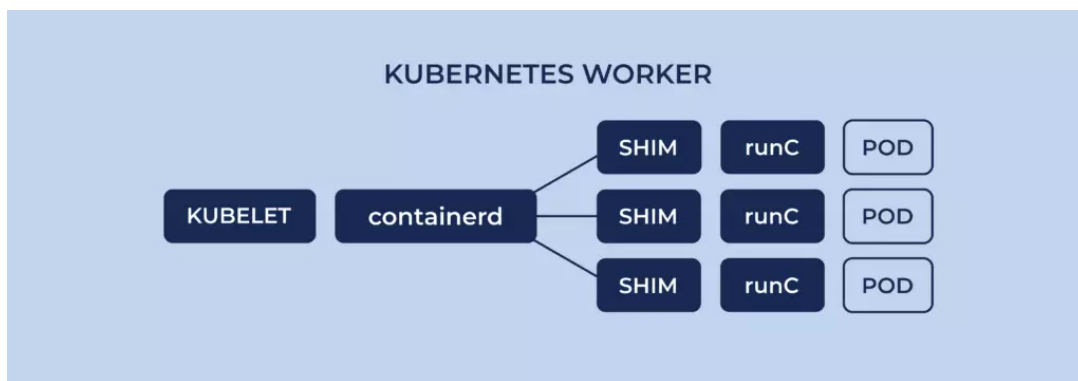 KUBERNETES WORKER
SHIM runC POD
KUBELET containerd SHIM runC POD
SHIM runC POD